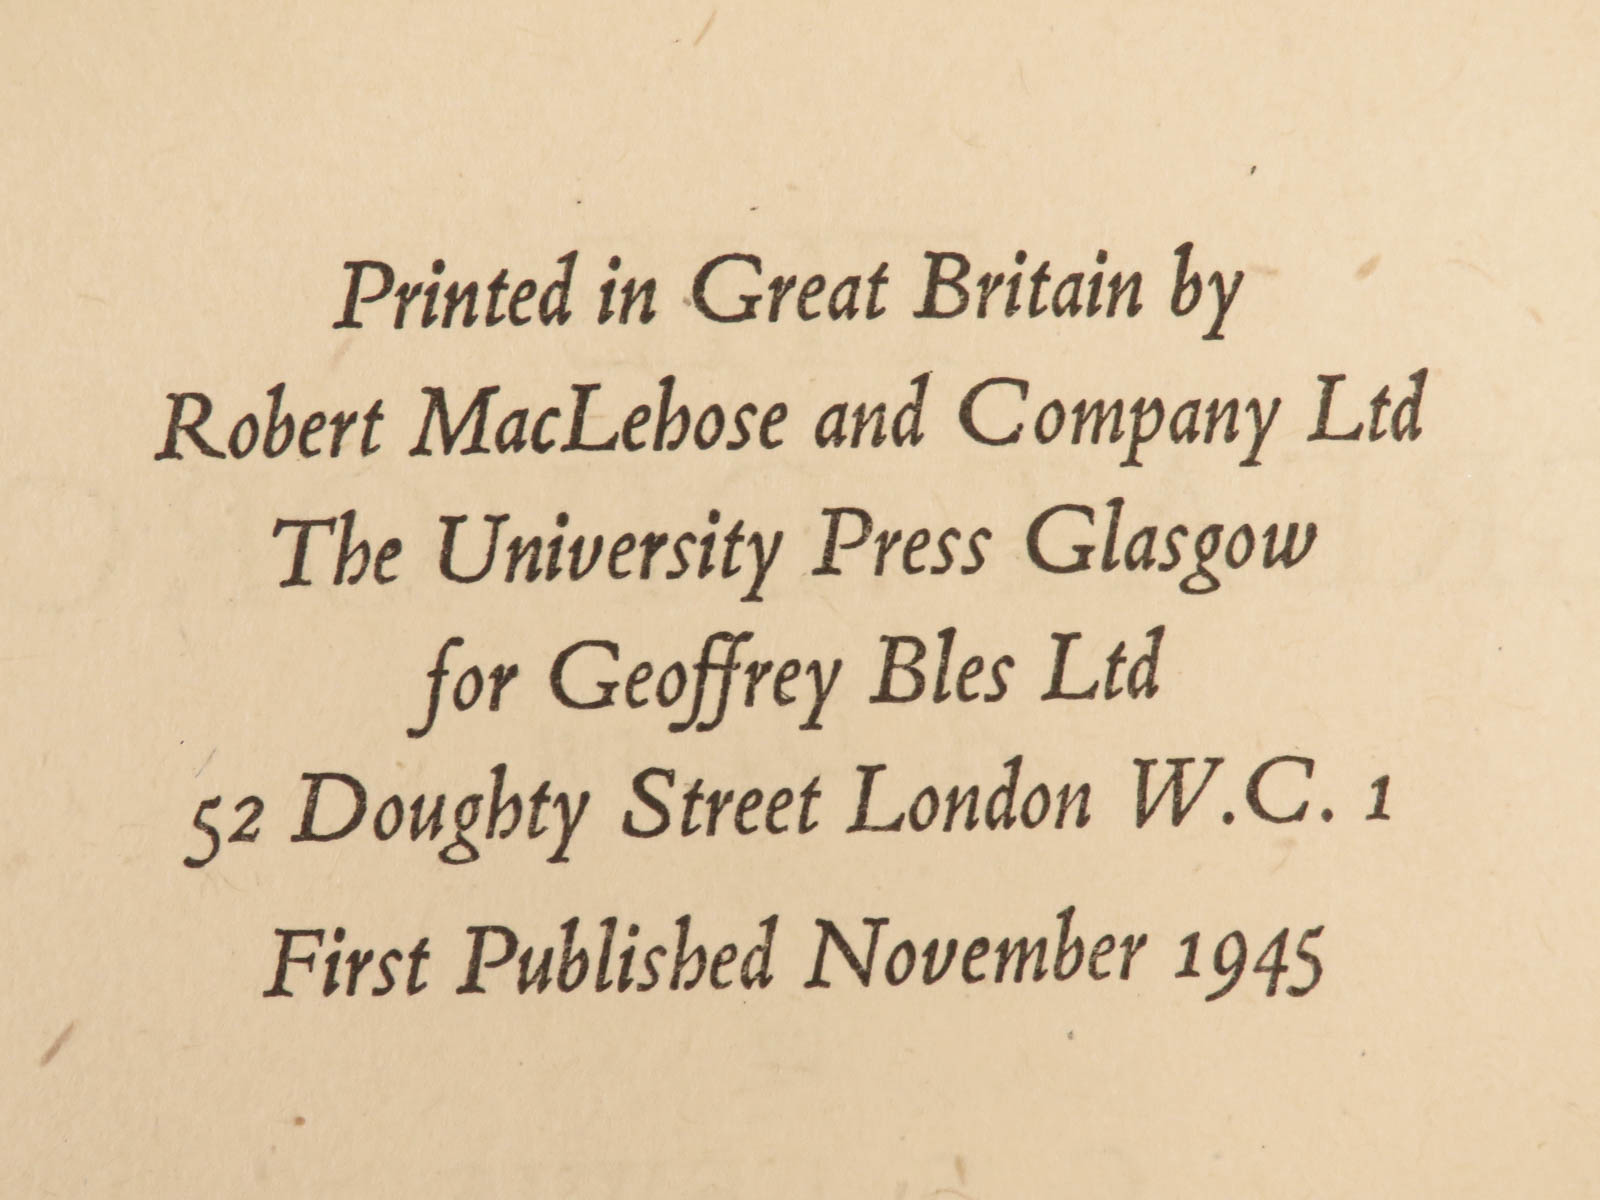 Printed in Great Britain by
Robert MacLehose and Company Ltd
The University Press Glasgow
for Geoffrey Bles Ltd
52 Doughty Street London W.C. 1
First Published November 1945